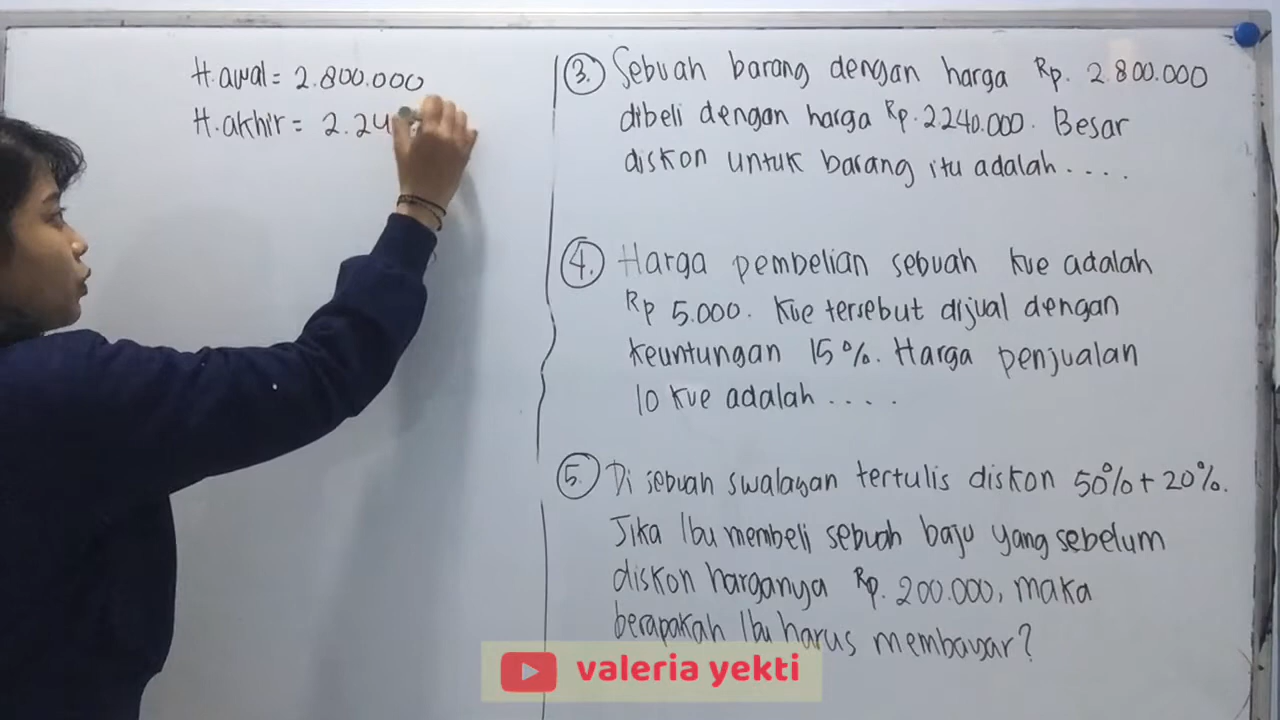 H.awal = 2.800.000
H.akhir = 2.24
3. Sebuah barang dengan harga Rp. 2.800.000
dibeli dengan harga Rp.2.240.000. Besar
diskon untuk barang itu adalah....
4. Harga pembelian sebuah kue adalah
Rp 5.000. Kue tersebut dijual dengan
keuntungan 15%. Harga penjualan
10 kue adalah ....
5. Di sebuah swalayan tertulis diskon 50%+20%.
Jika Ibu membeli sebuah baju yang sebelum
diskon harganya Rp. 200.000, maka
berapakah Ibu harus membayar?
valeria yekti